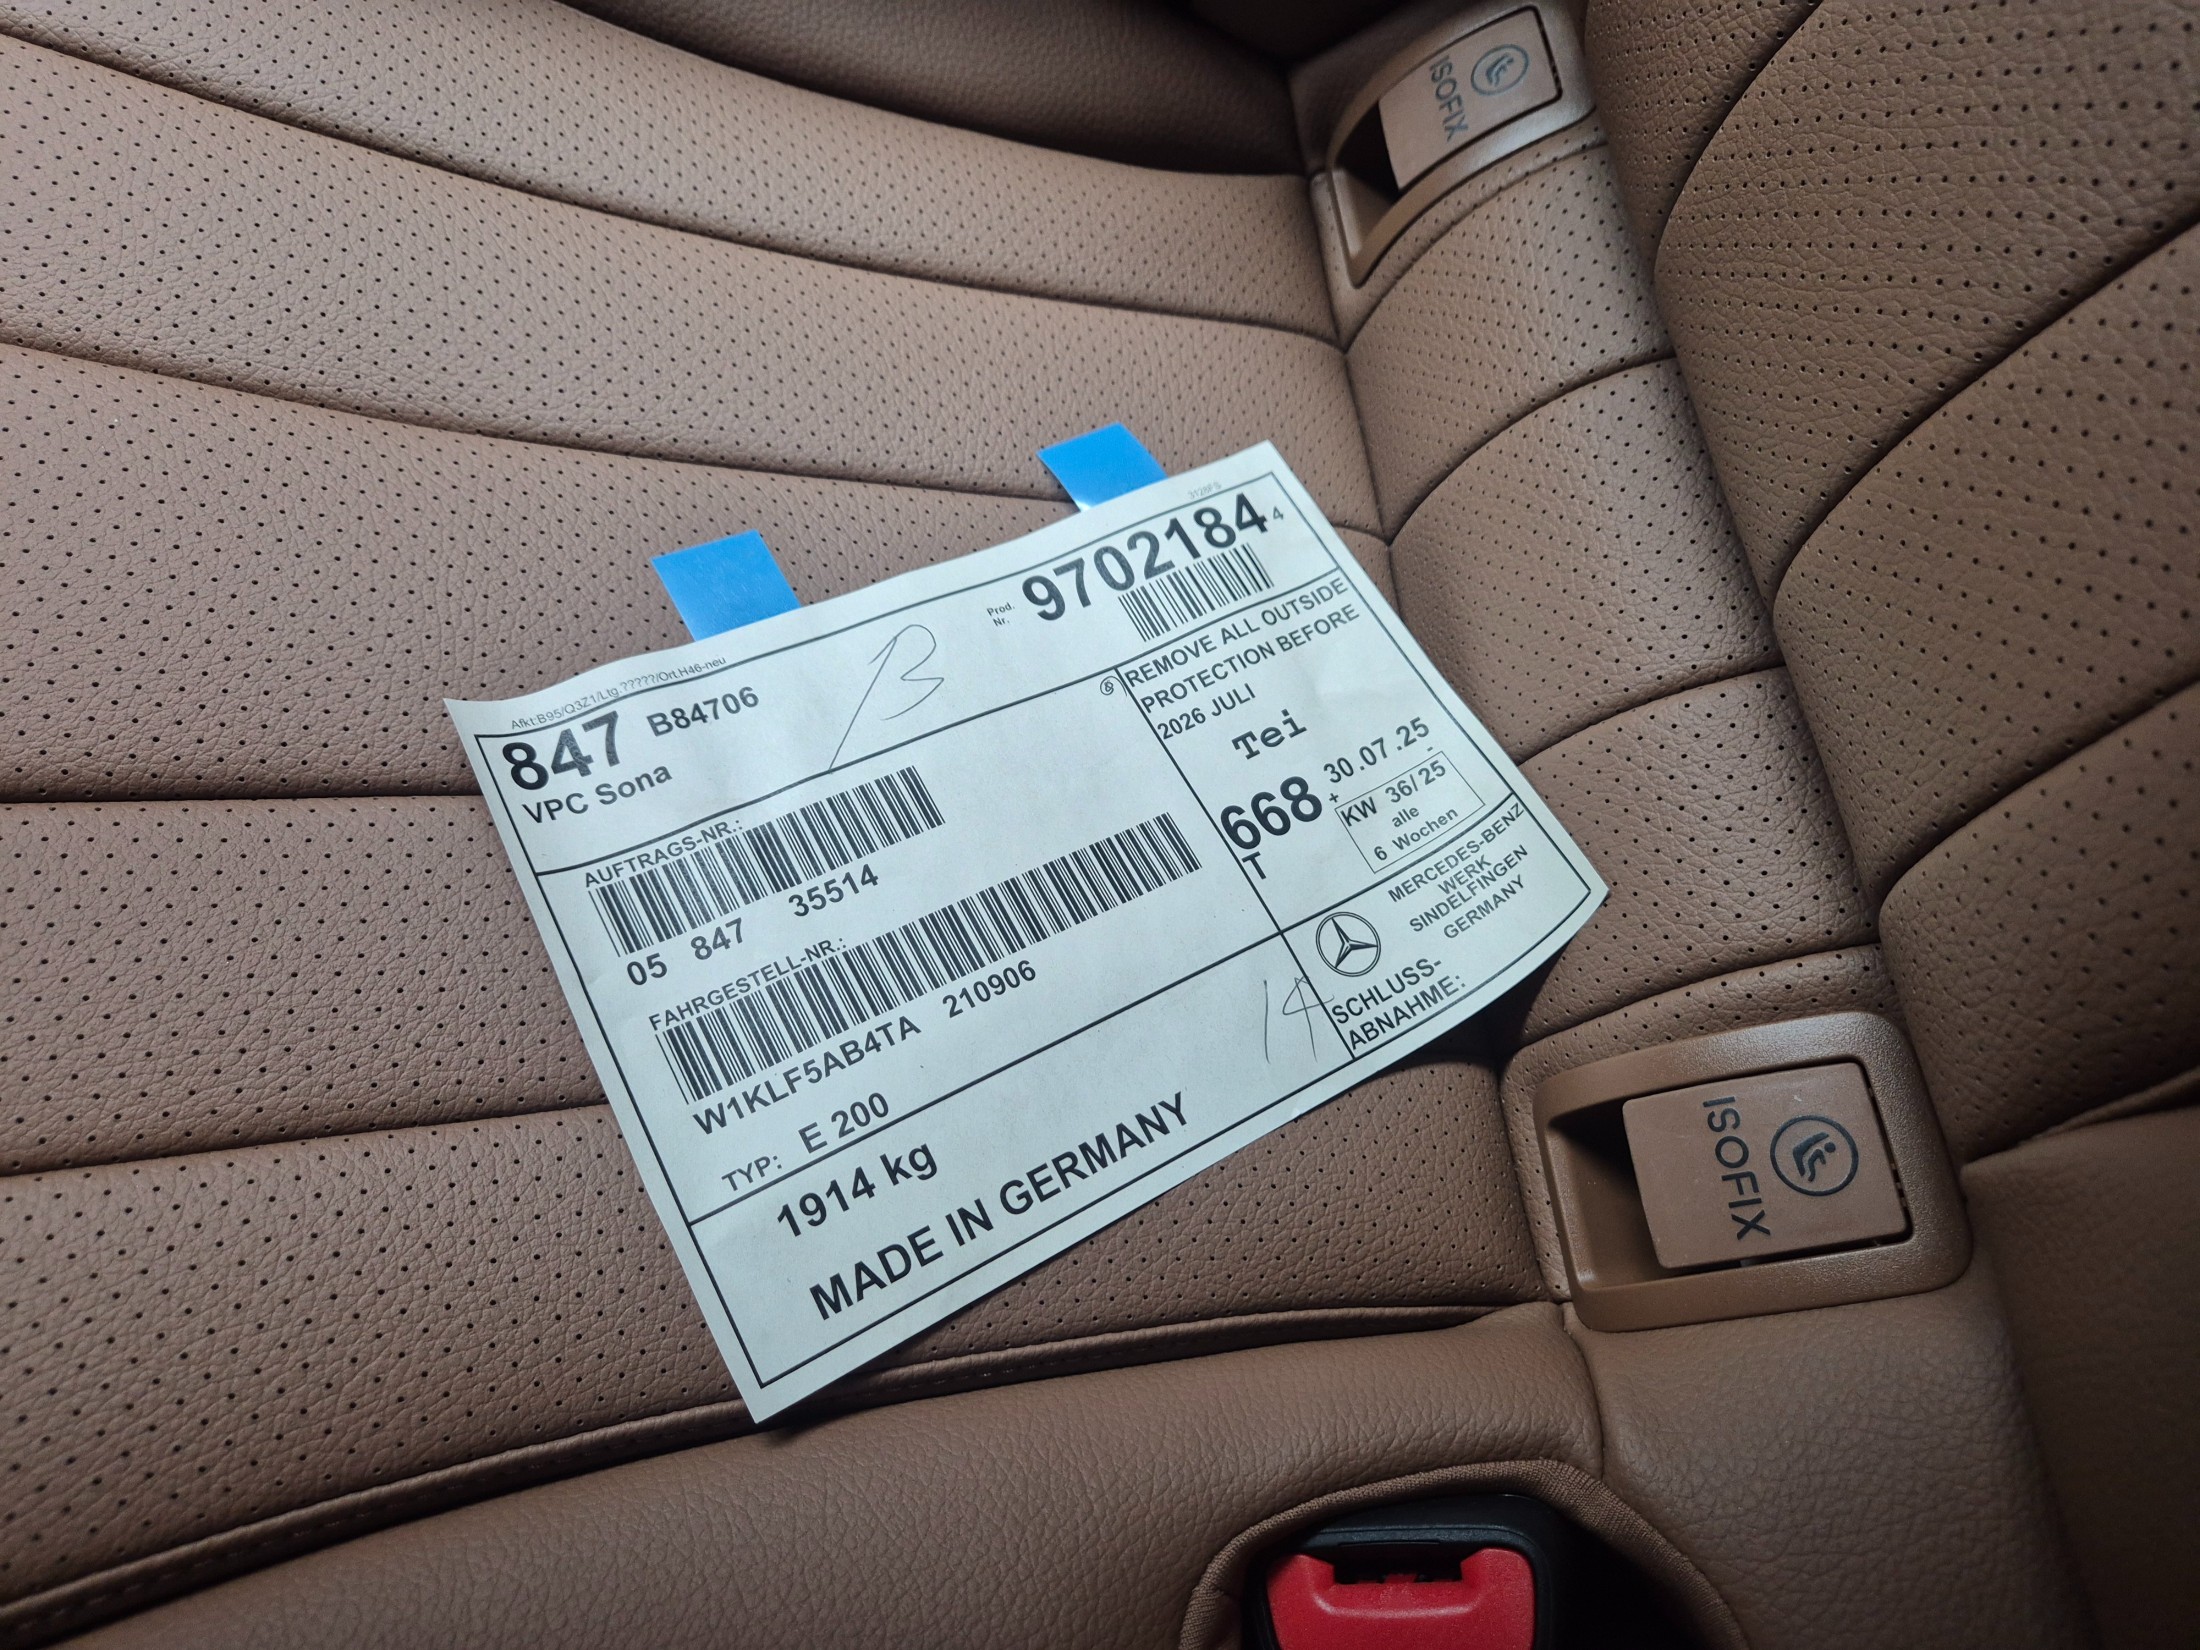 3128FS
Prod.
Nr. 9702184 4
Afkt:B95/Q3Z1/Ltg.?????/Ort.H46-neu
847 B84706
VPC Sona
B
AUFTRAGS-NR.:
05 847 35514
FAHRGESTELL-NR.:
W1KLF5AB4TA 210906
TYP: E 200
1914 kg
MADE IN GERMANY
REMOVE ALL OUTSIDE
PROTECTION BEFORE
2026 JULI
Tei
668 30.07.25 -
+
T
KW 36/25
alle
6 Wochen
MERCEDES-BENZ
WERK
SINDELFINGEN
GERMANY
SCHLUSS-
ABNAHME:
ISOFIX
ISOFIX